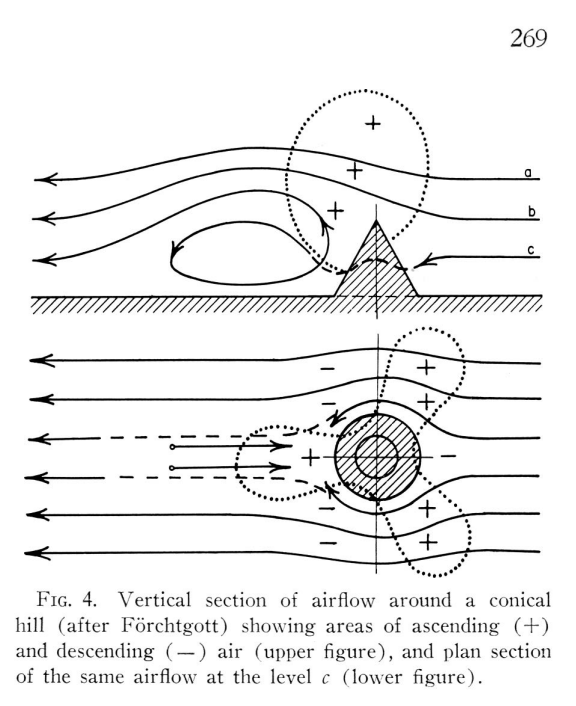 269
+
+ a
+ b
c
- +
- +
+ -
- +
- +
FIG. 4. Vertical section of airflow around a conical
hill (after Förchtgott) showing areas of ascending (+)
and descending (—) air (upper figure), and plan section
of the same airflow at the level c (lower figure).